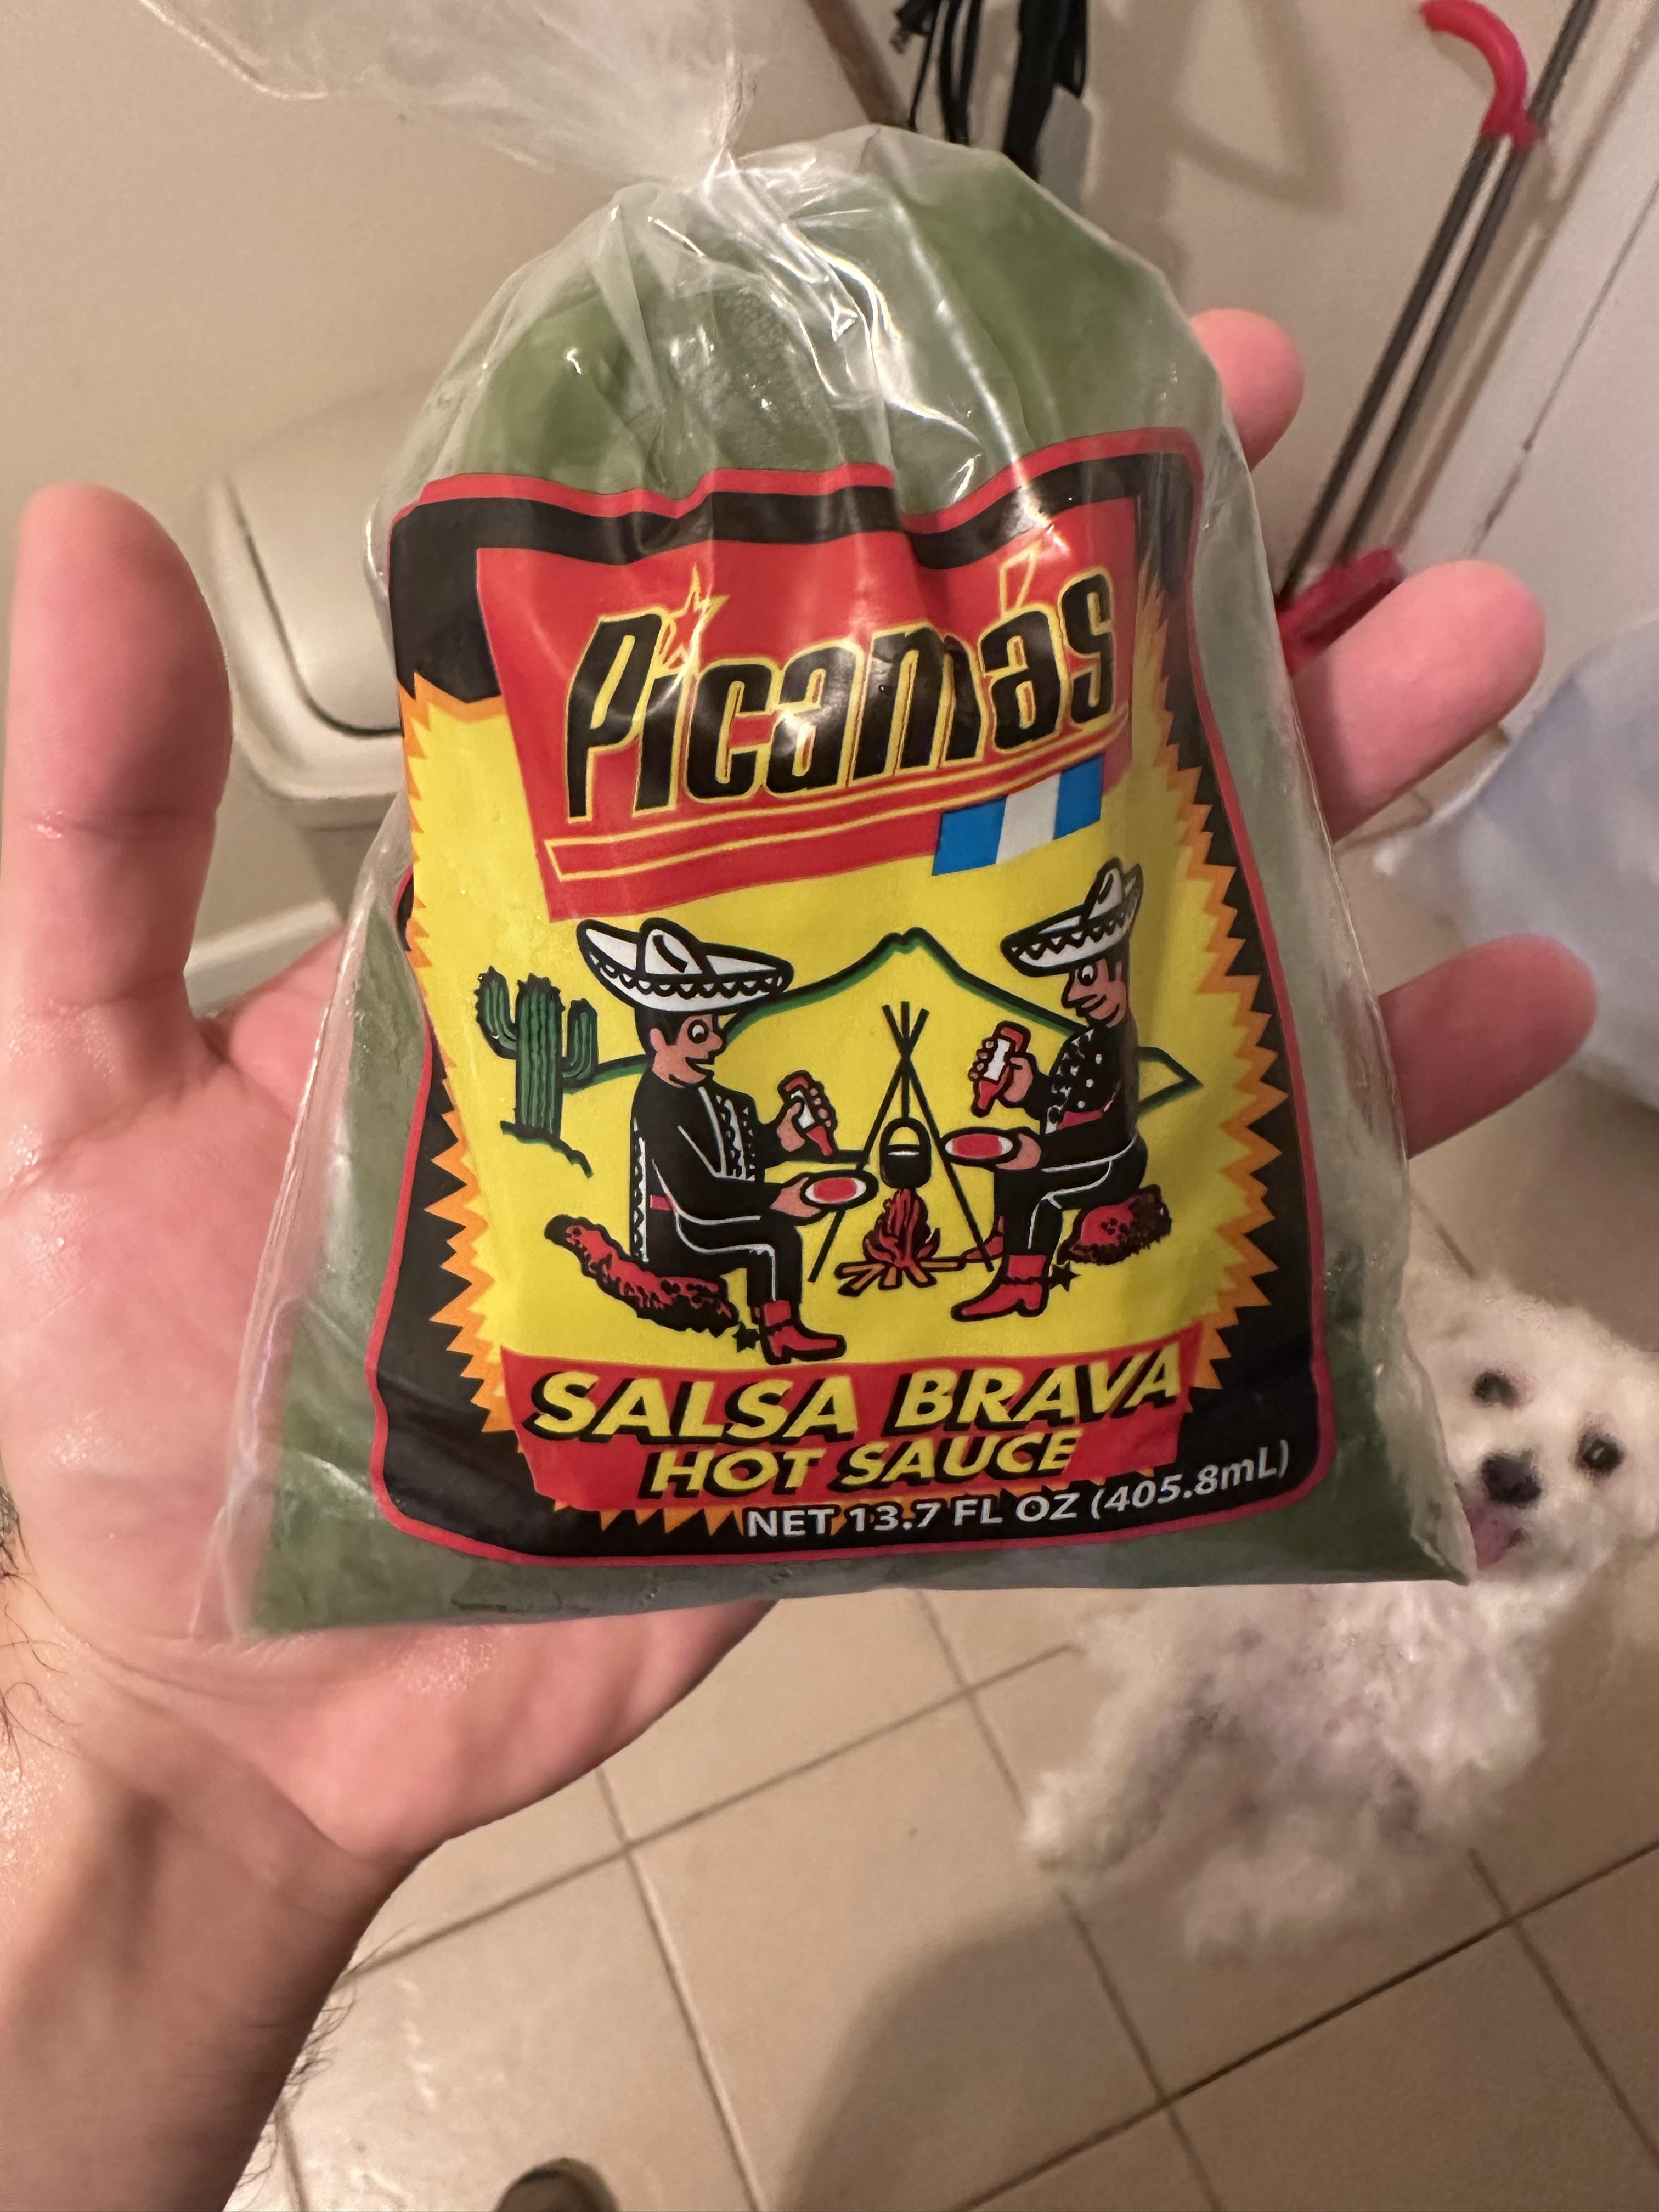 Picamás
SALSA BRAVA
HOT SAUCE
NET 13.7 FL OZ (405.8mL)